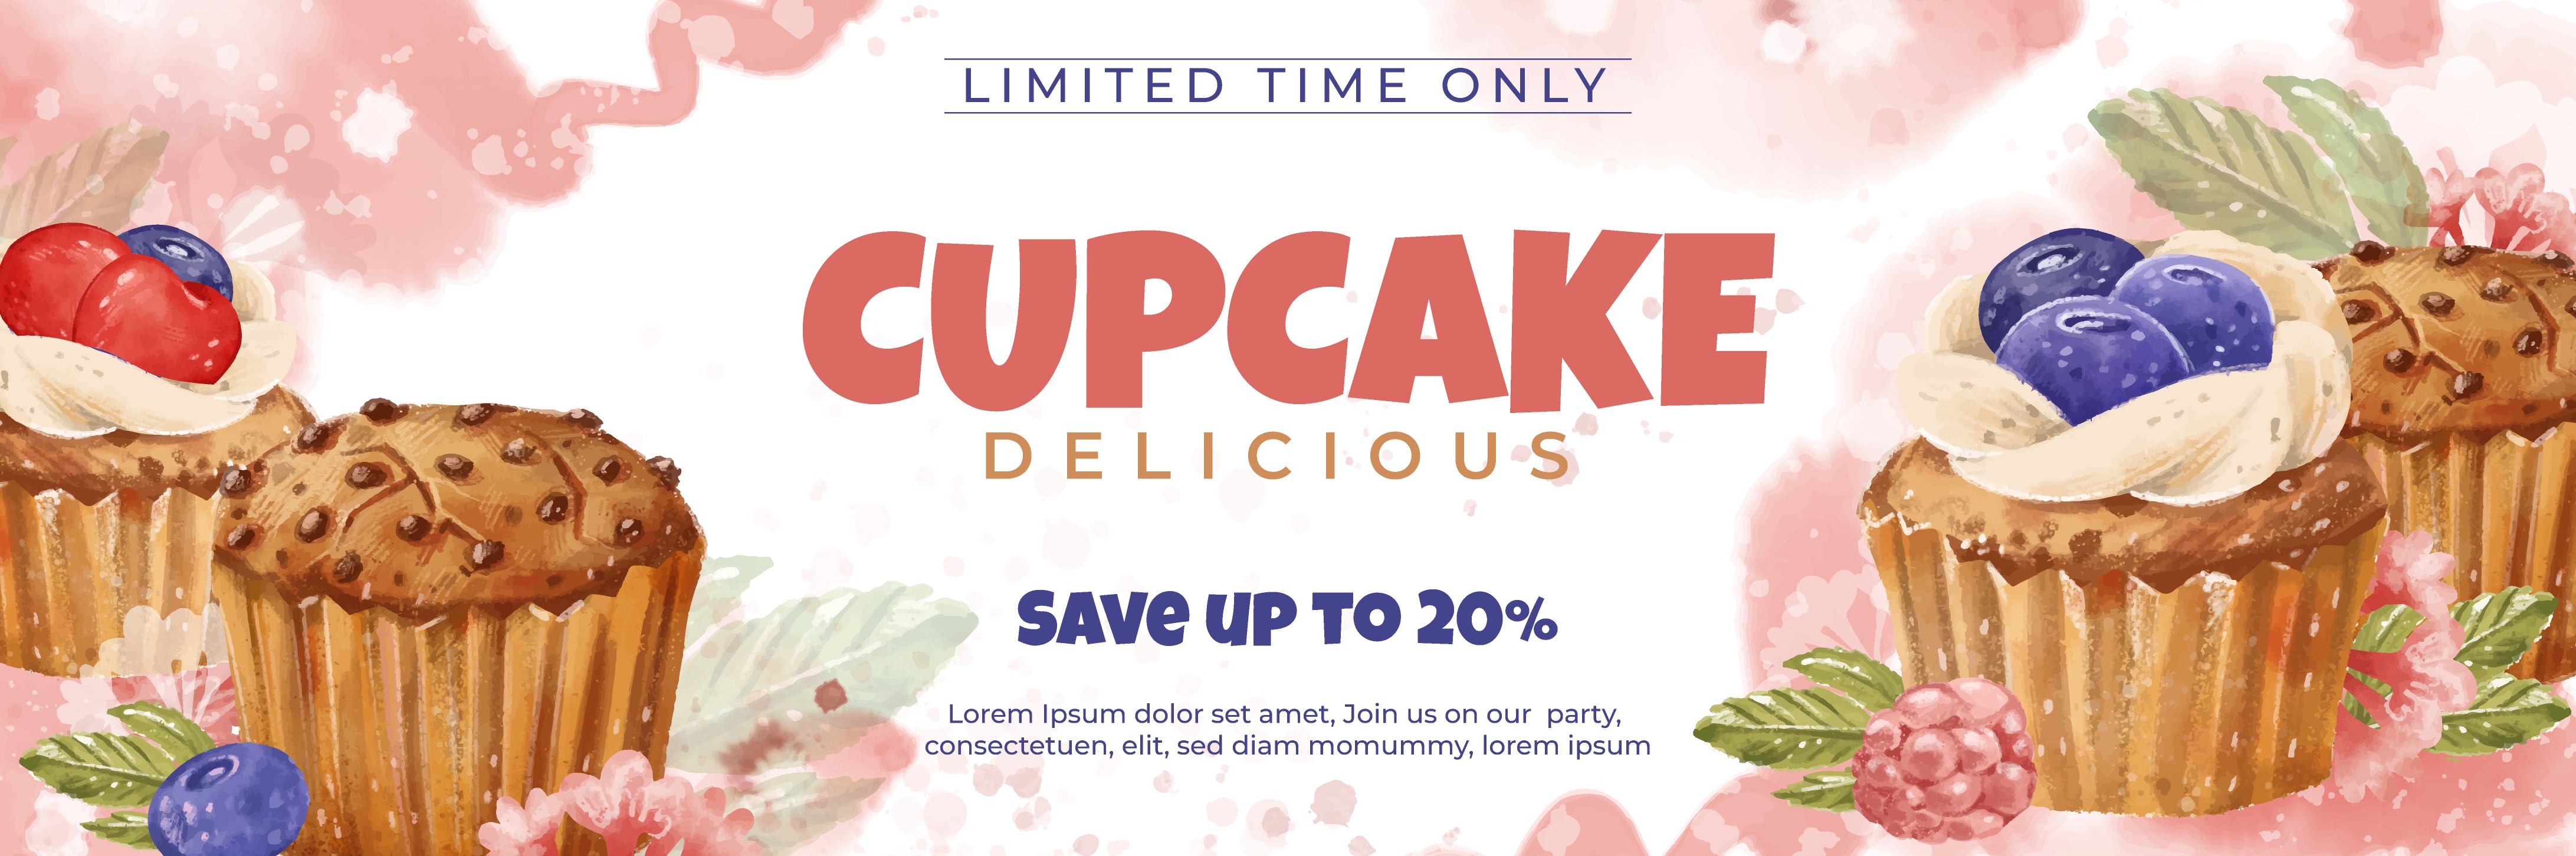 LIMITED TIME ONLY
CUPCAKE
DELICIOUS
SAVE UP TO 20%
Lorem Ipsum dolor set amet, Join us on our  party,
consectetuen, elit, sed diam momummy, lorem ipsum